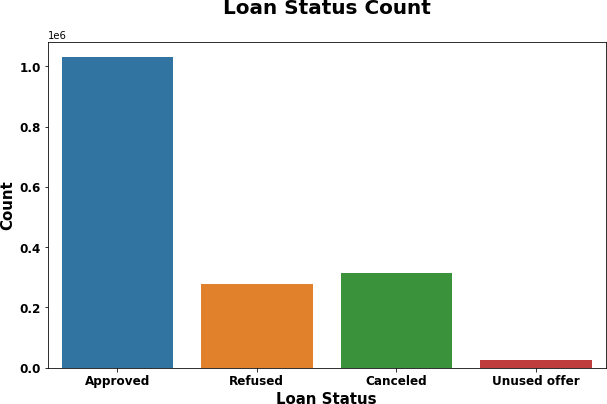 Loan Status Count
1e6
1.0
0.8
0.6
0.4
0.2
0.0
Count
Approved Refused Canceled Unused offer
Loan Status